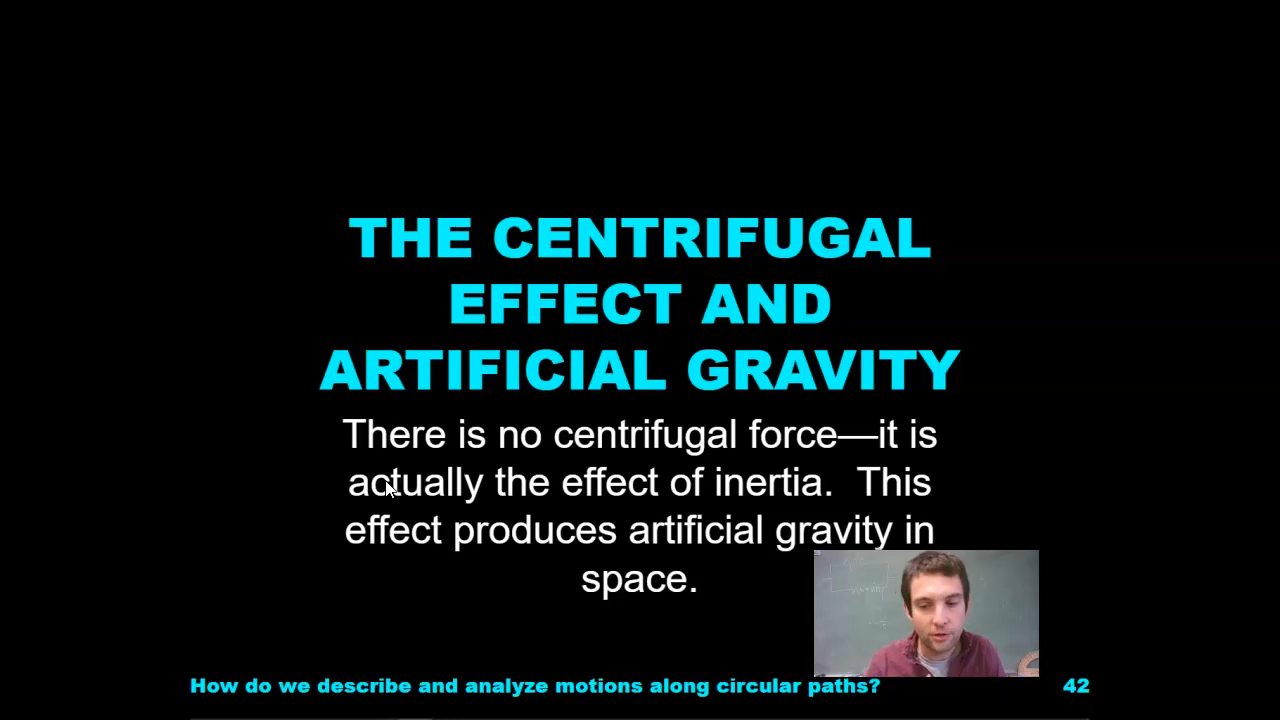 THE CENTRIFUGAL
EFFECT AND
ARTIFICIAL GRAVITY
There is no centrifugal force—it is
actually the effect of inertia.  This
effect produces artificial gravity in
space.
How do we describe and analyze motions along circular paths? 42